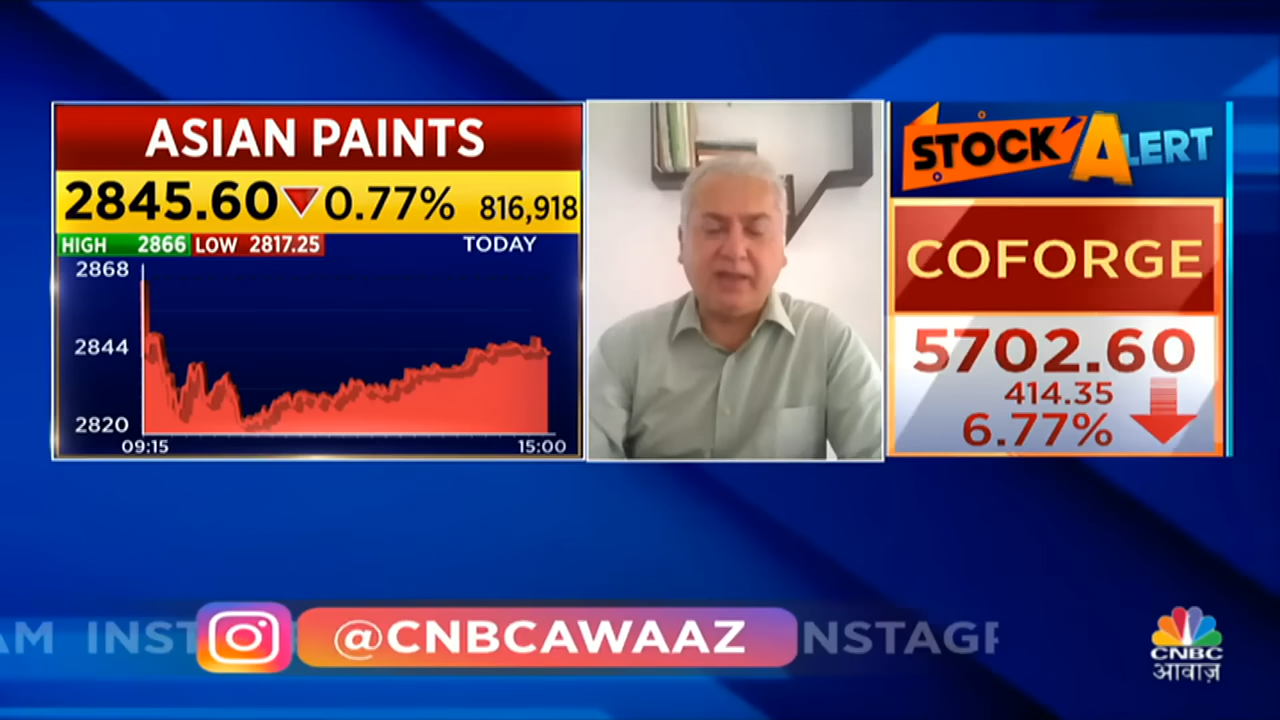 ASIAN PAINTS
2845.60 ▼ 0.77% 816,918
HIGH 2866 LOW 2817.25 TODAY
2868
2844
2820
09:15 15:00
STOCK ALERT
COFORGE
5702.60
414.35
6.77%
AM INST @CNBCAWAAZ NSTAGR
CNBC
आवाज़